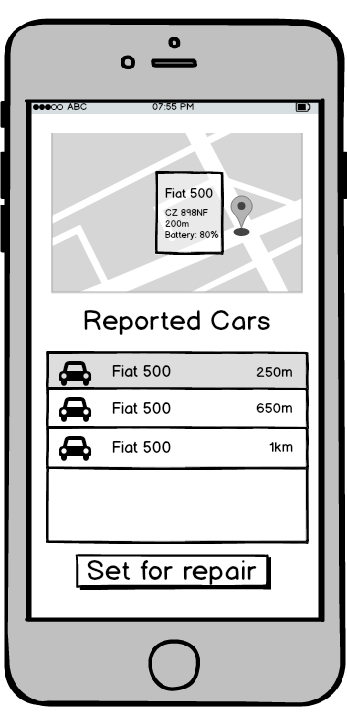 ABC 07:55 PM
Fiat 500
CZ 898NF
200m
Battery: 80%
Reported Cars
Fiat 500 250m
Fiat 500 650m
Fiat 500 1km
Set for repair